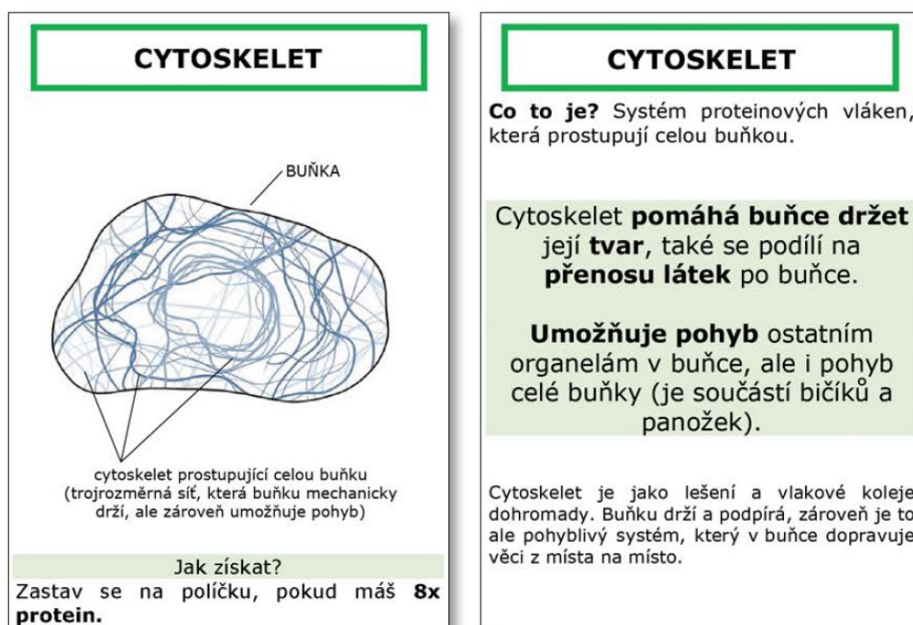 CYTOSKELET
BUŇKA
cytoskelet prostupující celou buňku
(trojrozměrná síť, která buňku mechanicky
drží, ale zároveň umožňuje pohyb)
Jak získat?
Zastav se na políčku, pokud máš 8x
protein.
CYTOSKELET
Co to je? Systém proteinových vláken,
která prostupují celou buňkou.
Cytoskelet pomáhá buňce držet
její tvar, také se podílí na
přenosu látek po buňce.
Umožňuje pohyb ostatním
organelám v buňce, ale i pohyb
celé buňky (je součástí bičíků a
panožek).
Cytoskelet je jako lešení a vlakové koleje
dohromady. Buňku drží a podpírá, zároveň je to
ale pohyblivý systém, který v buňce dopravuje
věci z místa na místo.